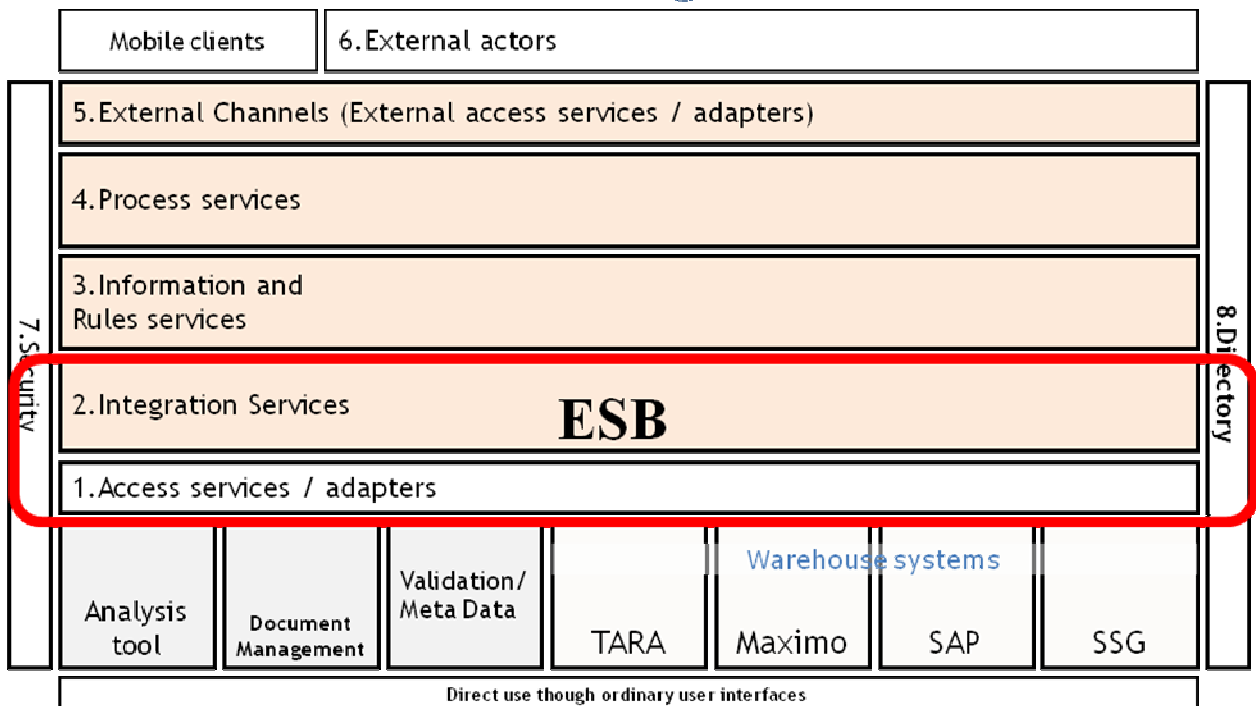 Mobile clients
6.External actors
5.External Channels (External access services / adapters)
4.Process services
3.Information and
Rules services
7.Security
8.Directory
2.Integration Services
ESB
1.Access services / adapters
Warehouse systems
Analysis
tool
Document
Management
Validation/
Meta Data
TARA
Maximo
SAP
SSG
Direct use though ordinary user interfaces